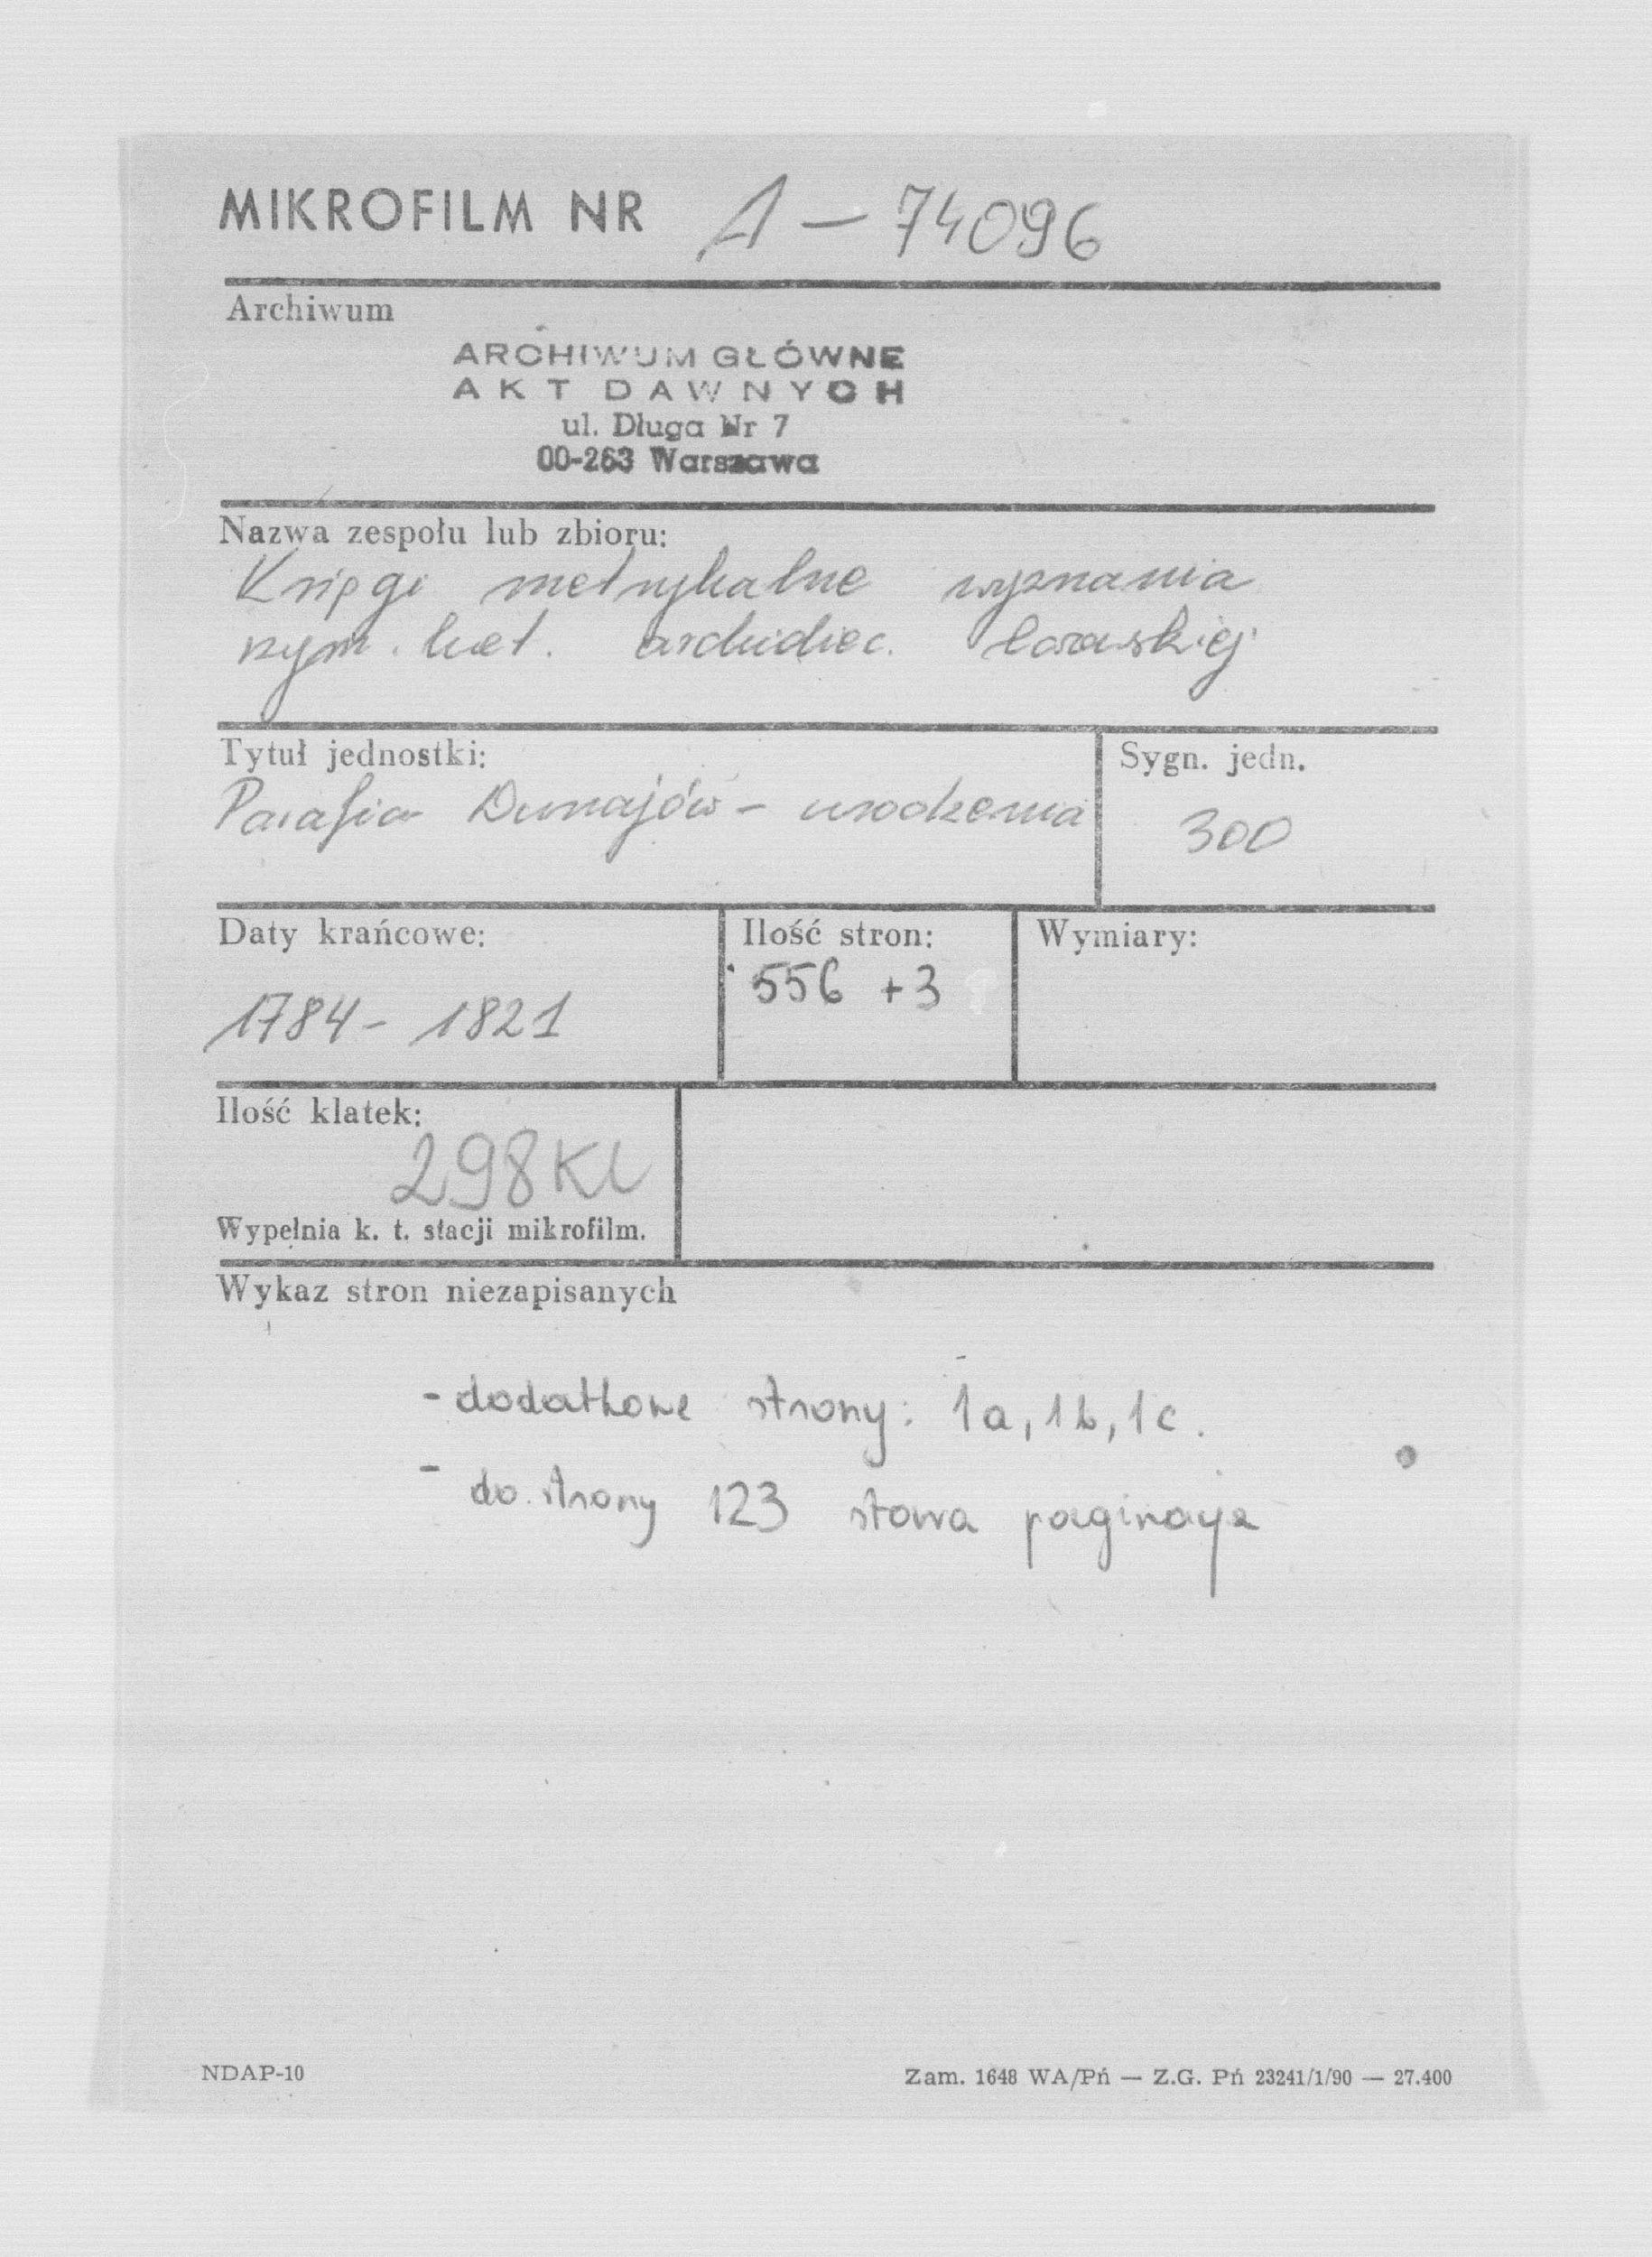 MIKROFILM NR A — 74096
Archiwum
ARCHIWUM GŁÓWNE
AKT DAWNYCH
ul. Długa Nr 7
00-263 Warszawa
Nazwa zespołu lub zbioru:
Księgi metrykalne wyznania
rzym. kat. archidiec. lwowskiej
Tytuł jednostki:
Sygn. jedn.
Parafia Dunajów - urodzenia
300
Daty krańcowe:
Ilość stron:
Wymiary:
556 +3
1784 - 1821
Ilość klatek:
298 Kl
Wypełnia k. t. stacji mikrofilm.
Wykaz stron niezapisanych
- dodatkowe strony: 1a, 1b, 1c.
- do strony 123 stara paginacja
NDAP-10
Zam. 1648 WA/Pń — Z.G. Pń 23241/1/90 — 27.400